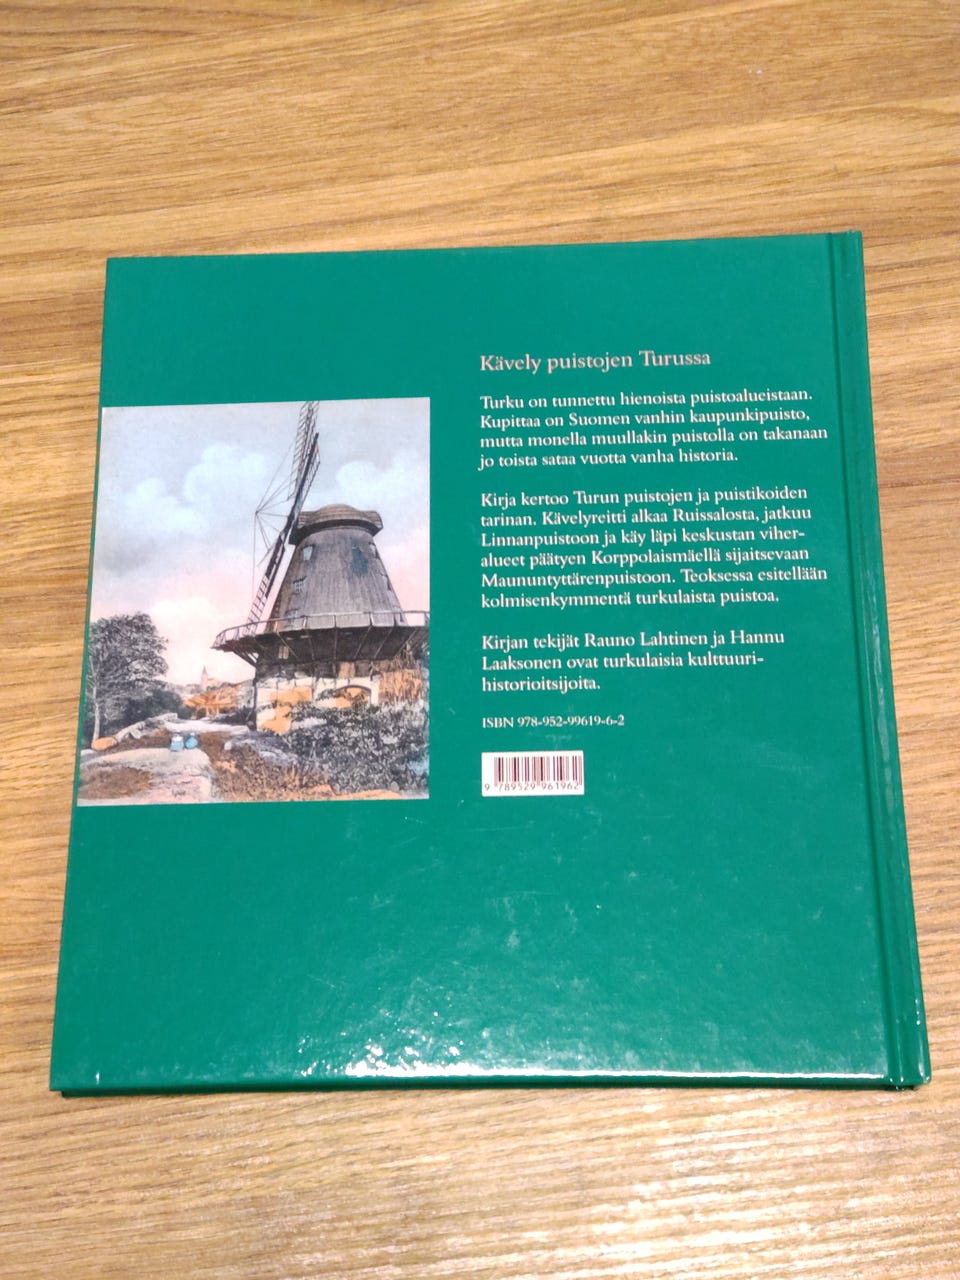 Kävely puistojen Turussa
Turku on tunnettu hienoista puistoalueistaan.
Kupittaa on Suomen vanhin kaupunkipuisto,
mutta monella muullakin puistolla on takanaan
jo toista sataa vuotta vanha historia.
Kirja kertoo Turun puistojen ja puistikoiden
tarinan. Kävelyreitti alkaa Ruissalosta, jatkuu
Linnanpuistoon ja käy läpi keskustan viher-
alueet päätyen Korppolaismäellä sijaitsevaan
Maununtyttärenpuistoon. Teoksessa esitellään
kolmisenkymmentä turkulaista puistoa.
Kirjan tekijät Rauno Lahtinen ja Hannu
Laaksonen ovat turkulaisia kulttuuri-
historioitsijoita.
ISBN 978-952-99619-6-2
9 789529 961962